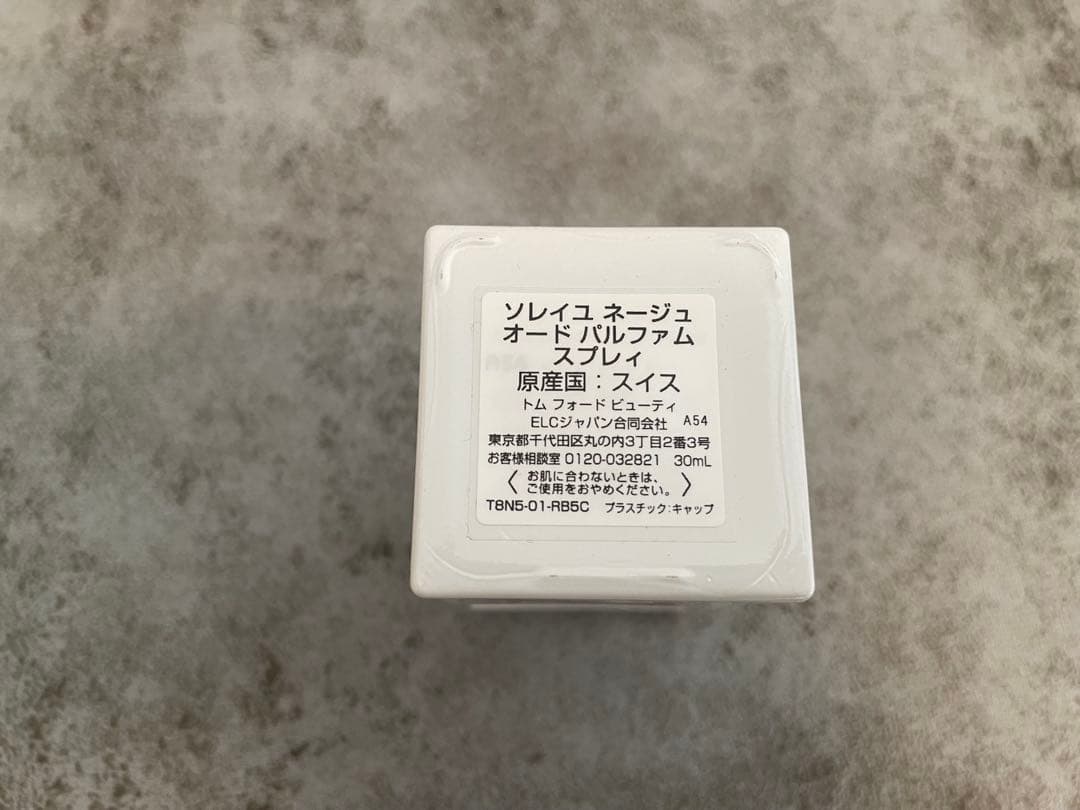 ソレイユ ネージュ
オード パルファム
スプレィ
原産国：スイス
トム フォード ビューティ
ELCジャパン合同会社 A54
東京都千代田区丸の内3丁目2番3号
お客様相談室 0120-032821 30mL
〈お肌に合わないときは、
ご使用をおやめください。〉
T8N5-01-RB5C プラスチック：キャップ